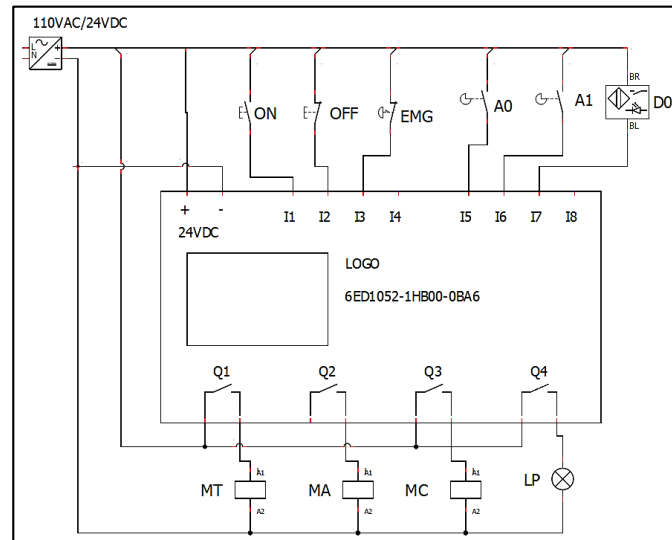 110VAC/24VDC
L
N
+
-
BR
ON
OFF
EMG
A0
A1
D0
BL
+
-
I1
I2
I3
I4
I5
I6
I7
I8
24VDC
LOGO
6ED1052-1HB00-0BA6
Q1
Q2
Q3
Q4
A1
A1
A1
MT
MA
MC
LP
A2
A2
A2